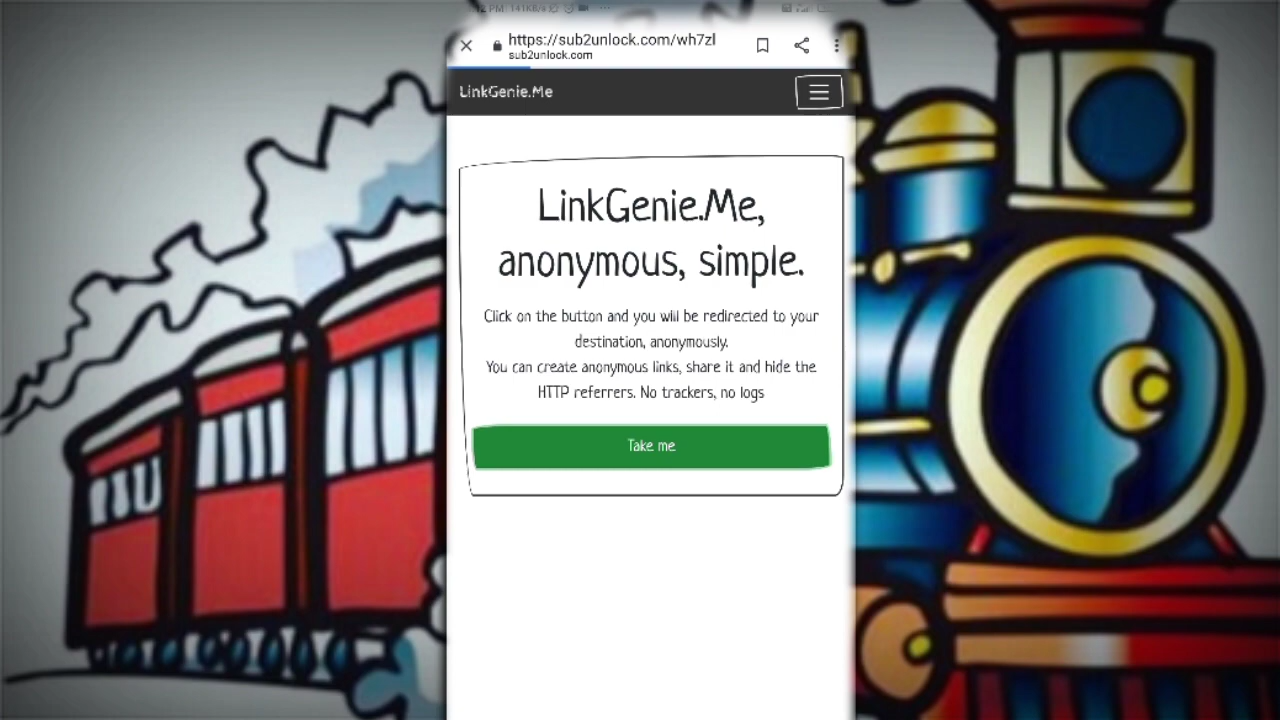 https://sub2unlock.com/wh7zl
sub2unlock.com
LinkGenie.Me
LinkGenie.Me,
anonymous, simple.
Click on the button and you will be redirected to your
destination, anonymously.
You can create anonymous links, share it and hide the
HTTP referrers. No trackers, no logs
Take me